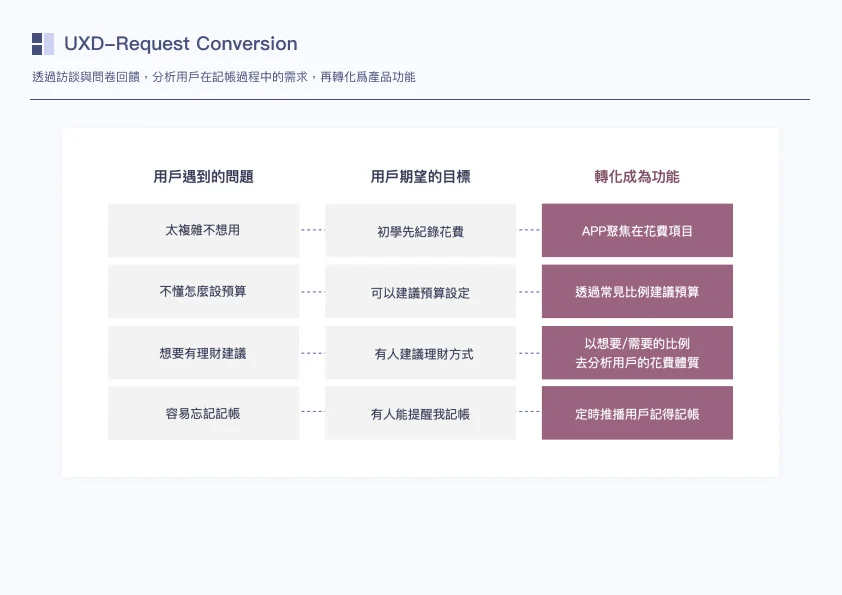 UXD-Request Conversion
透過訪談與問卷回饋，分析用戶在記帳過程中的需求，再轉化爲產品功能
用戶遇到的問題 用戶期望的目標 轉化成為功能
太複雜不想用 初學先紀錄花費 APP聚焦在花費項目
不懂怎麼設預算 可以建議預算設定 透過常見比例建議預算
想要有理財建議 有人建議理財方式 以想要/需要的比例
去分析用戶的花費體質
容易忘記記帳 有人能提醒我記帳 定時推播用戶記得記帳